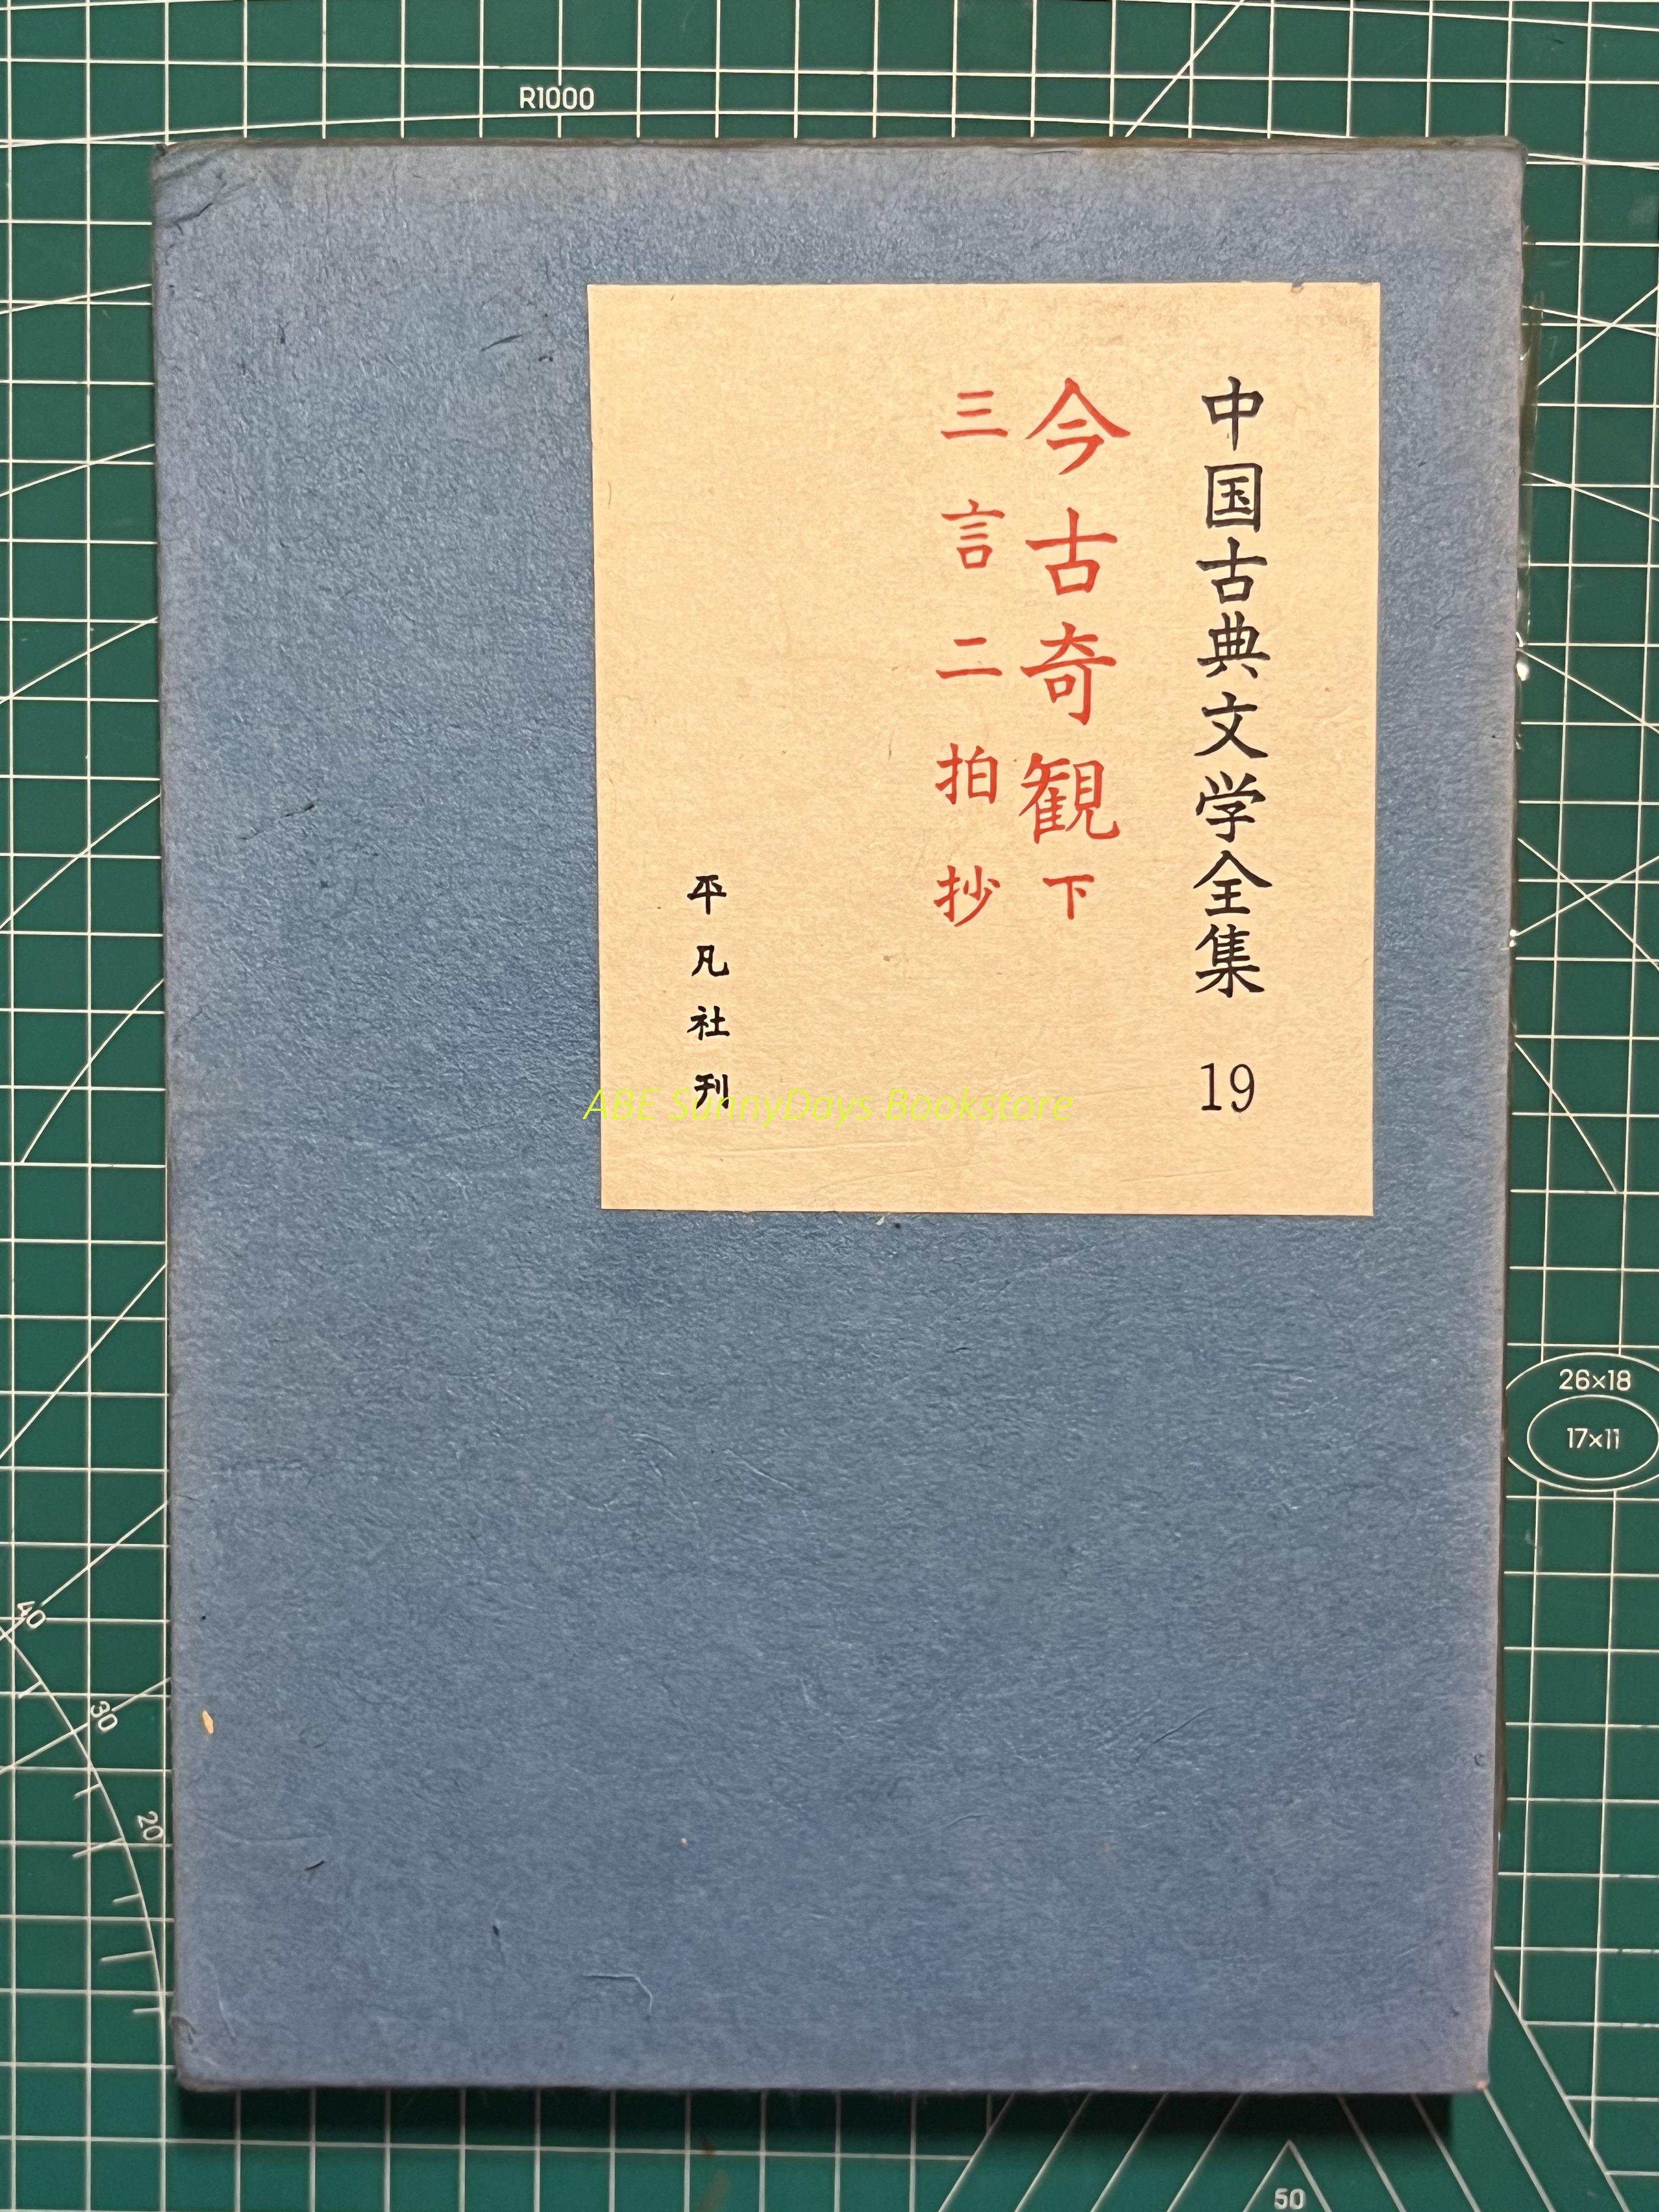 R1000
中国古典文学全集 19
今古奇観 下
三言二拍抄
平凡社刊
ABE SunnyDays Bookstore
26×18
17×11
40
30
20
50